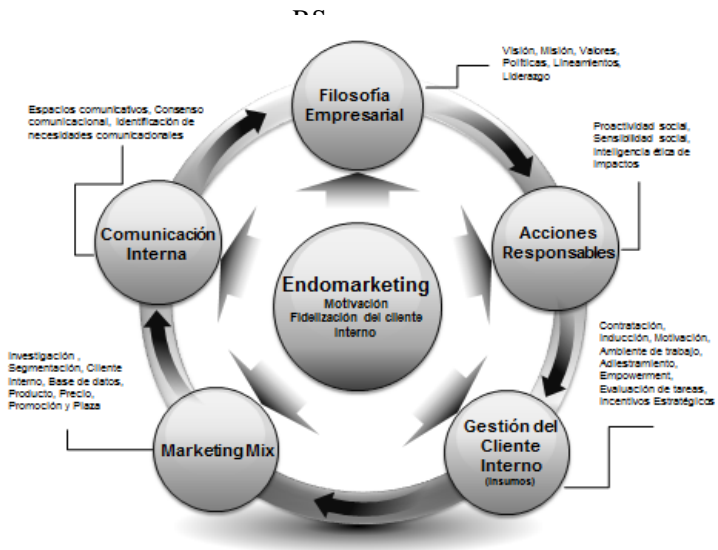 Visión, Misión, Valores,
Políticas, Lineamientos,
Liderazgo
Filosofía
Empresarial
Espacios comunicativos, Consenso
comunicacional, Identificación de
necesidades comunicacionales
Proactividad social,
Sensibilidad social,
Inteligencia ética de
Impactos
Comunicación
Interna
Acciones
Responsables
Endomarketing
Motivación
Fidelización del cliente
Interno
Contratación,
Inducción, Motivación,
Ambiente de trabajo,
Adiestramiento,
Empowerment,
Evaluación de tareas,
Incentivos Estratégicos
Investigación ,
Segmentación, Cliente
Interno, Base de datos,
Producto, Precio,
Promoción y Plaza
Marketing Mix
Gestión del
Cliente
Interno
(Insumos)